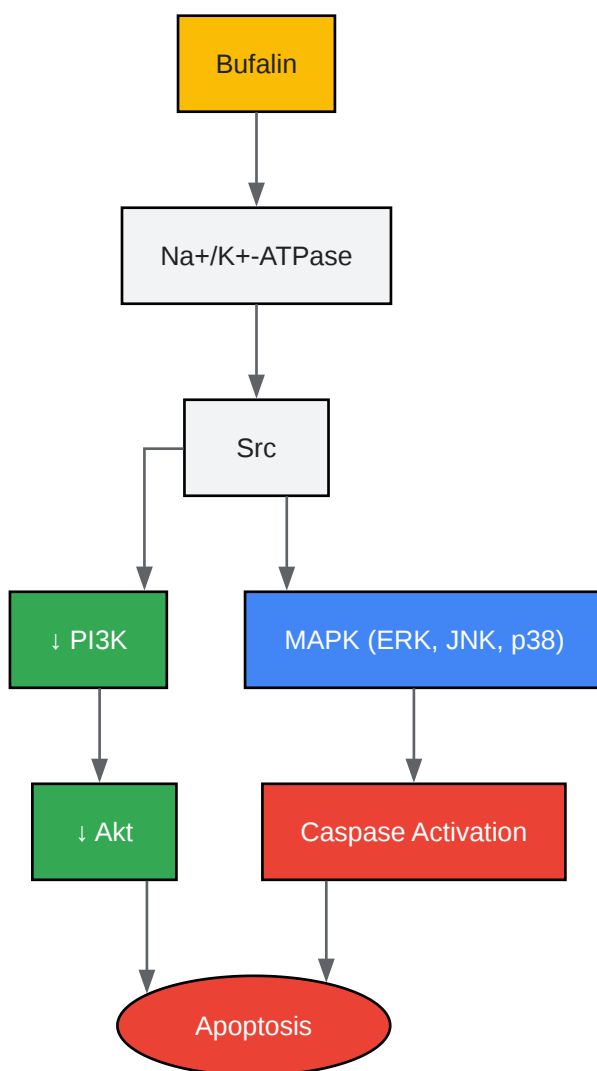 Bufalin
Na+/K+-ATPase
Src
↓ PI3K
MAPK (ERK, JNK, p38)
↓ Akt
Caspase Activation
Apoptosis